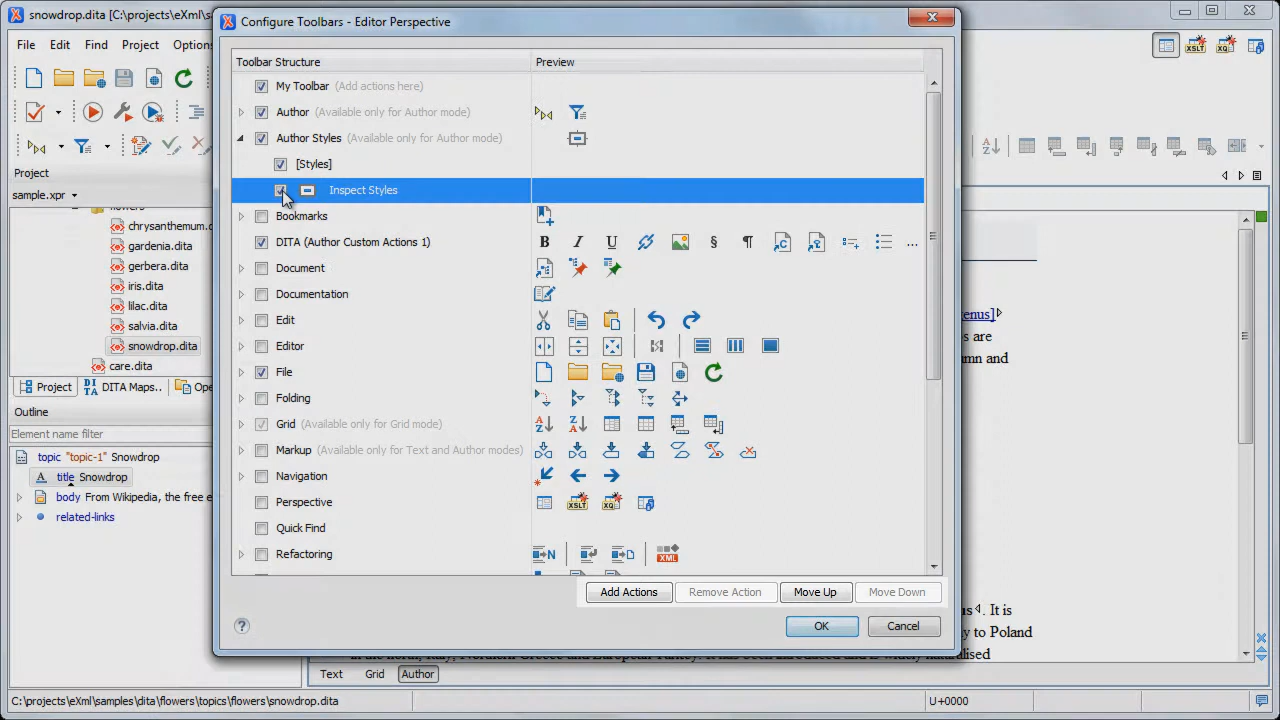 snowdrop.dita [C:\projects\eXml\sample
Configure Toolbars - Editor Perspective
File Edit Find Project Options
Toolbar Structure Preview
My Toolbar (Add actions here)
Author (Available only for Author mode)
Author Styles (Available only for Author mode)
[Styles]
Inspect Styles
Bookmarks
DITA (Author Custom Actions 1)
B I U § ¶ ...
Document
Documentation
Edit
Editor
File
Folding
Grid (Available only for Grid mode)
Markup (Available only for Text and Author modes)
Navigation
Perspective
Quick Find
Refactoring
Add Actions Remove Action Move Up Move Down
OK Cancel
Project
sample.xpr
flowers
chrysanthemum.c
gardenia.dita
gerbera.dita
iris.dita
lilac.dita
salvia.dita
snowdrop.dita
care.dita
Project DITA Maps.. Ope
Outline
Element name filter
topic "topic-1" Snowdrop
title Snowdrop
body From Wikipedia, the free e
related-links
enus]
s are
mn and
us . It is
y to Poland
Text Grid Author
C:\projects\eXml\samples\dita\flowers\topics\flowers\snowdrop.dita U+0000